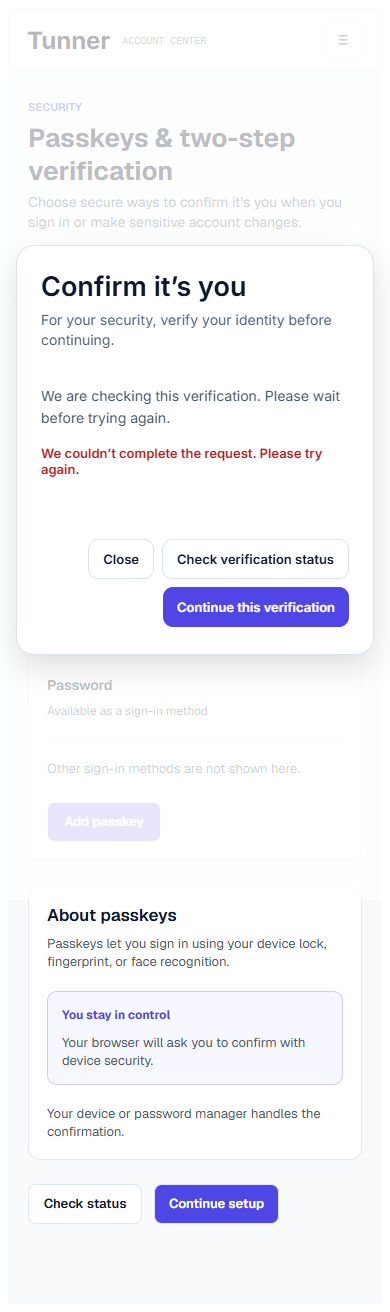 Tunner ACCOUNT CENTER
☰
SECURITY
Passkeys & two-step
verification
Choose secure ways to confirm it's you when you
sign in or make sensitive account changes.
Confirm it’s you
For your security, verify your identity before
continuing.
We are checking this verification. Please wait
before trying again.
We couldn’t complete the request. Please try
again.
Close
Check verification status
Continue this verification
Password
Available as a sign-in method
Other sign-in methods are not shown here.
Add passkey
About passkeys
Passkeys let you sign in using your device lock,
fingerprint, or face recognition.
You stay in control
Your browser will ask you to confirm with
device security.
Your device or password manager handles the
confirmation.
Check status
Continue setup